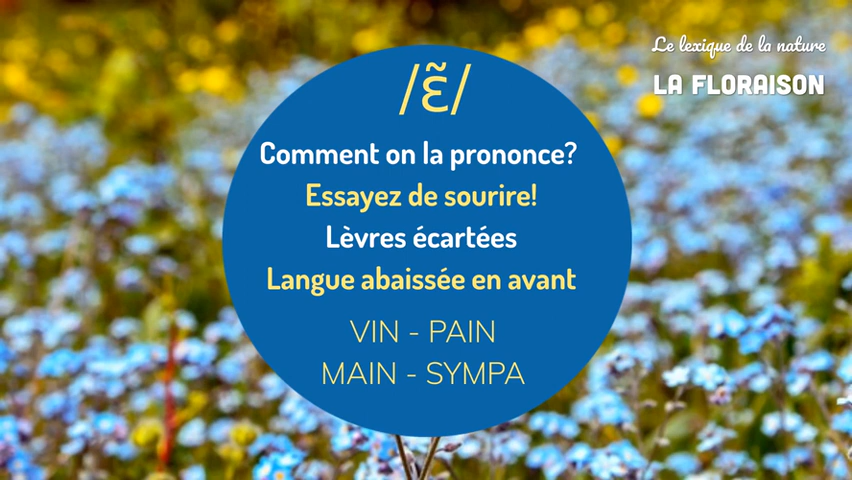 Le lexique de la nature
LA FLORAISON
/ɛ̃/
Comment on la prononce?
Essayez de sourire!
Lèvres écartées
Langue abaissée en avant
VIN - PAIN
MAIN - SYMPA